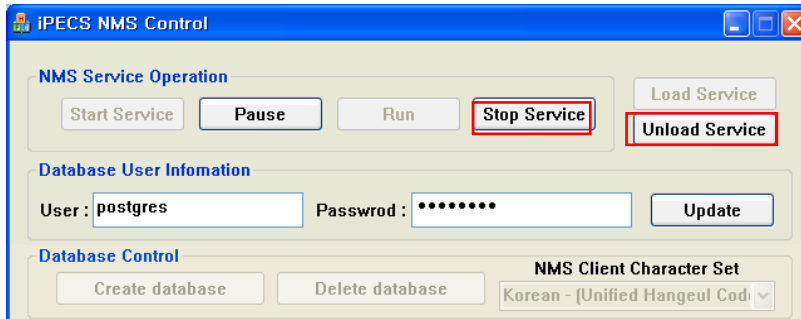 iPECS NMS Control
NMS Service Operation
Start Service Pause Run Stop Service
Load Service
Unload Service
Database User Infomation
User : postgres Passwrod : •••••••• Update
Database Control
Create database Delete database
NMS Client Character Set
Korean - (Unified Hangeul Code